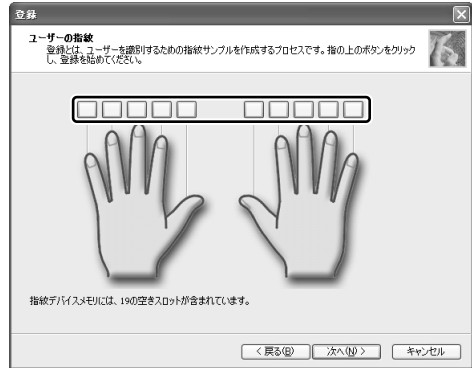 登録
ユーザーの指紋
登録とは、ユーザーを識別するための指紋サンプルを作成するプロセスです。指の上のボタンをクリック
し、登録を始めてください。
指紋デバイスメモリには、19の空きスロットが含まれています。
< 戻る(B)
次へ(N) >
キャンセル